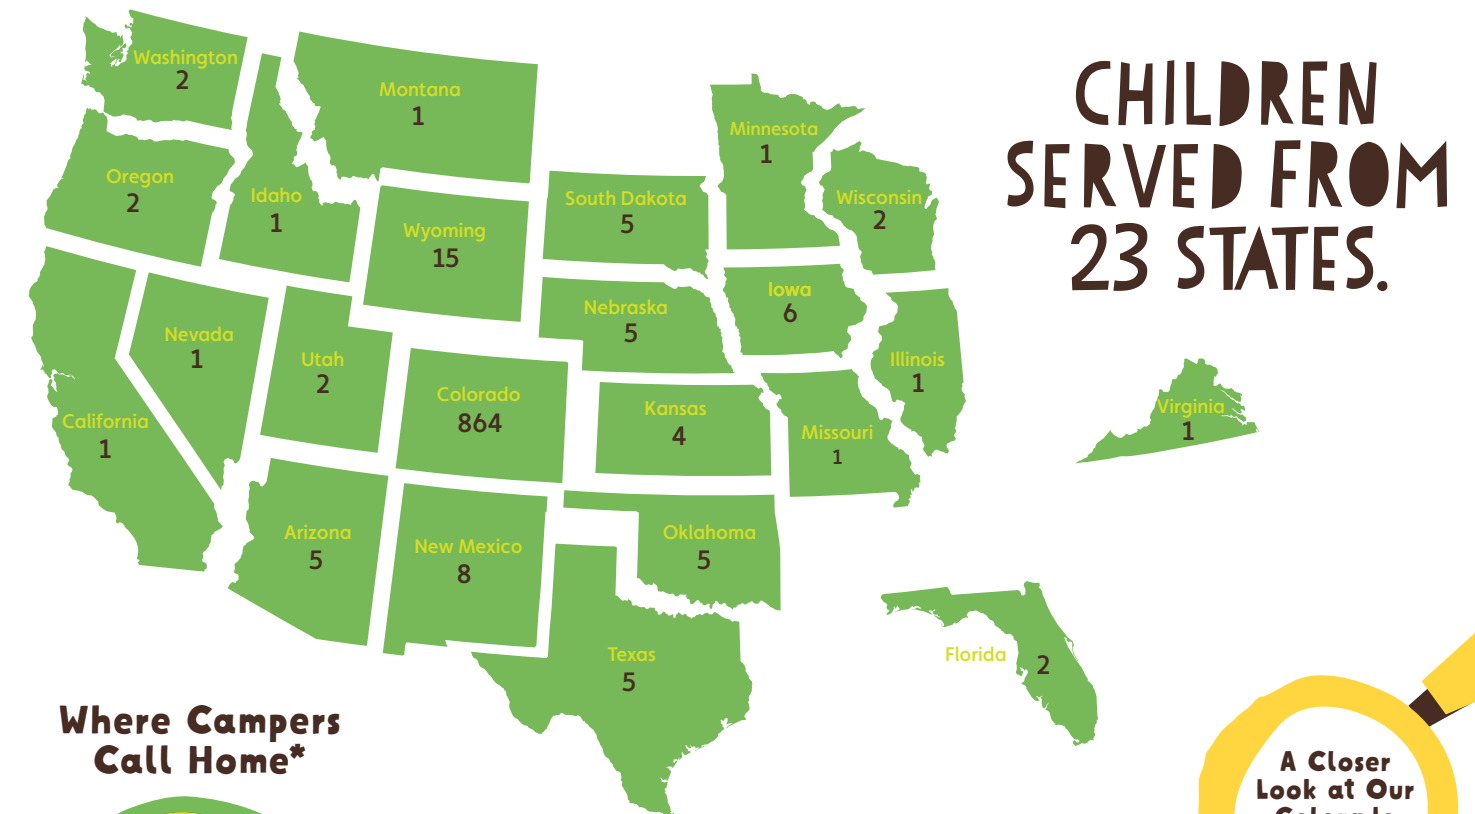 Washington
2
Montana
1
Minnesota
1
CHILDREN
SERVED FROM
23 STATES.
Oregon
2
Idaho
1
Wyoming
15
South Dakota
5
Wisconsin
2
Nevada
1
Utah
2
Colorado
864
Nebraska
5
Iowa
6
Illinois
1
California
1
Kansas
4
Missouri
1
Virginia
1
Arizona
5
New Mexico
8
Oklahoma
5
Texas
5
Florida
2
Where Campers
Call Home*
A Closer
Look at Our